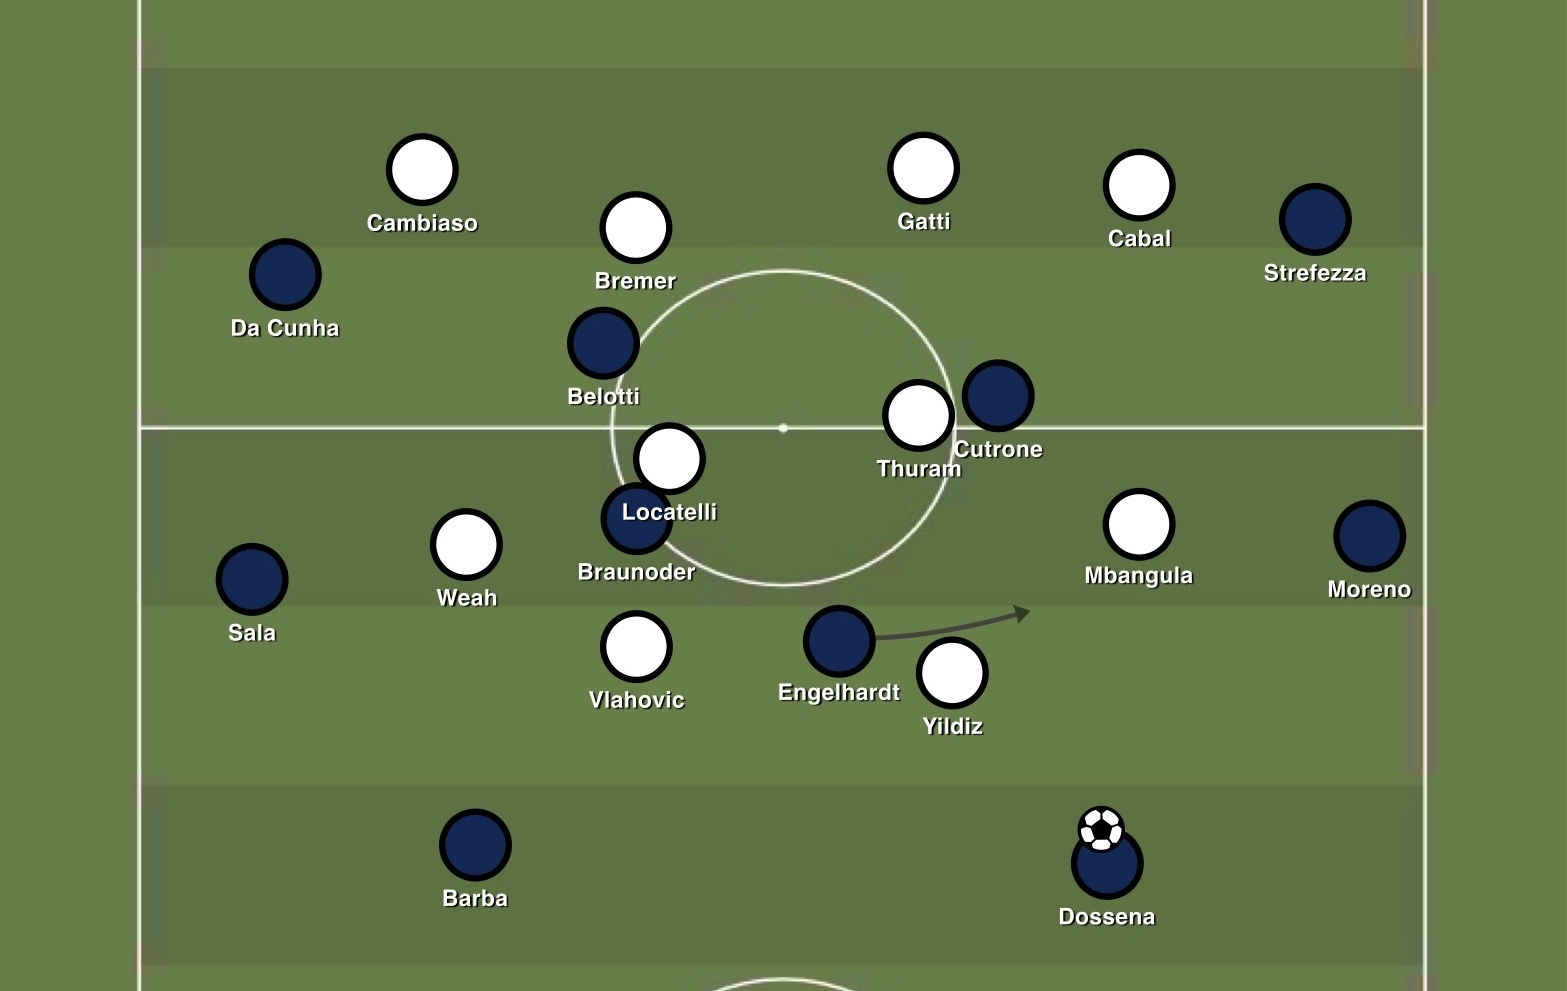 Cambiaso
Gatti
Cabal
Bremer
Strefezza
Da Cunha
Belotti
Cutrone
Thuram
Locatelli
Braunoder
Mbangula
Moreno
Weah
Sala
Engelhardt
Vlahovic
Yildiz
Barba
Dossena